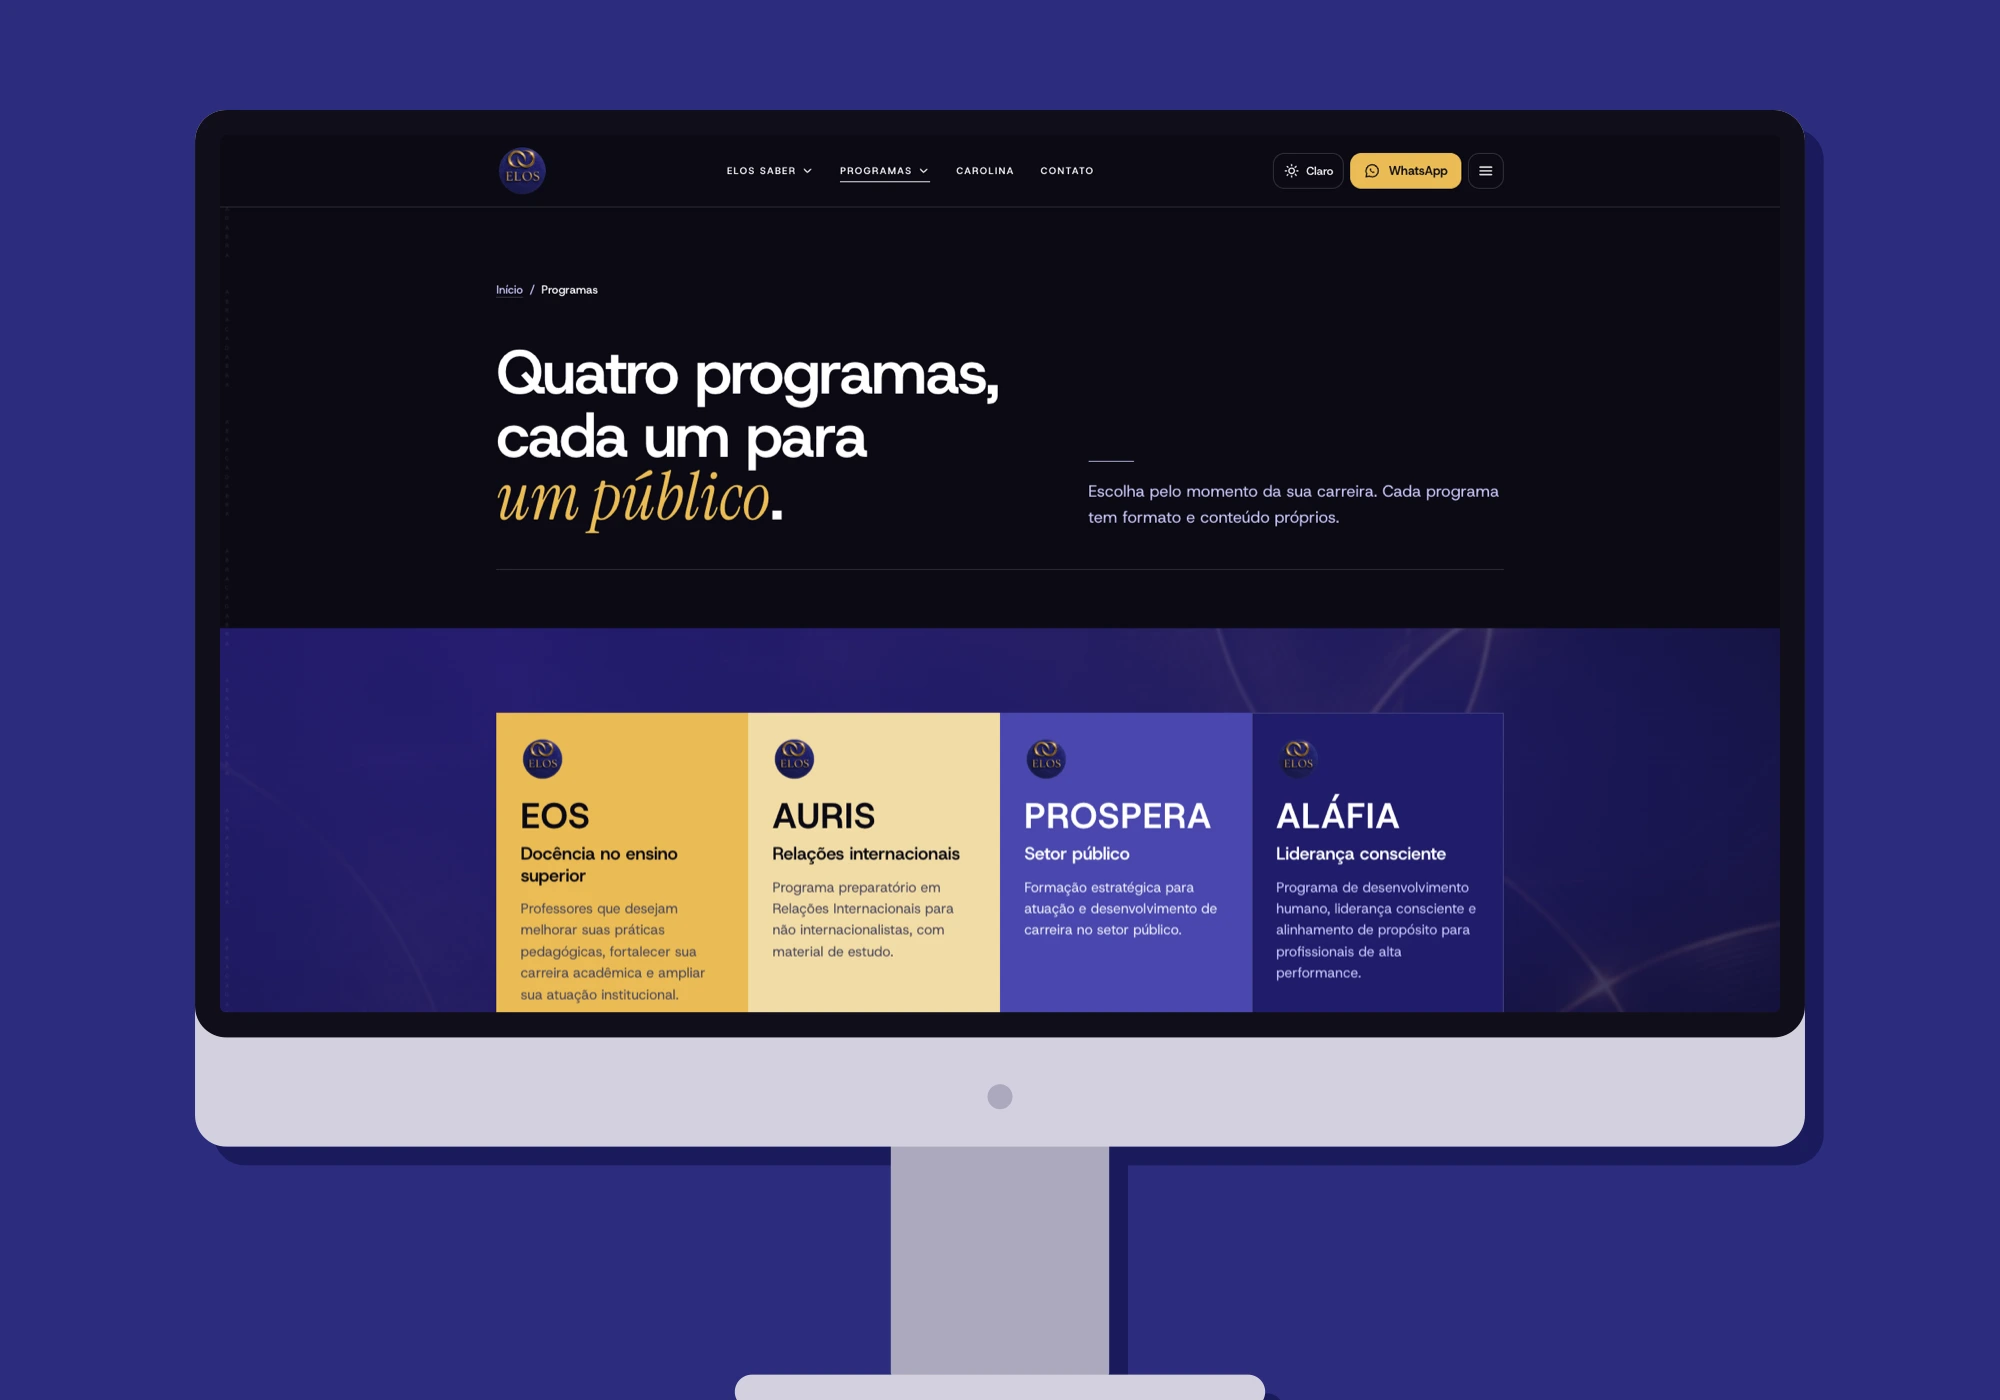 ELOS
ELOS SABER
PROGRAMAS
CAROLINA
CONTATO
Claro
WhatsApp
Início / Programas
Quatro programas,
cada um para
um público.
Escolha pelo momento da sua carreira. Cada programa
tem formato e conteúdo próprios.
ELOS
EOS
Docência no ensino
superior
Professores que desejam
melhorar suas práticas
pedagógicas, fortalecer sua
carreira acadêmica e ampliar
sua atuação institucional.
ELOS
AURIS
Relações internacionais
Programa preparatório em
Relações Internacionais para
não internacionalistas, com
material de estudo.
ELOS
PROSPERA
Setor público
Formação estratégica para
atuação e desenvolvimento de
carreira no setor público.
ELOS
ALÁFIA
Liderança consciente
Programa de desenvolvimento
humano, liderança consciente e
alinhamento de propósito para
profissionais de alta
performance.